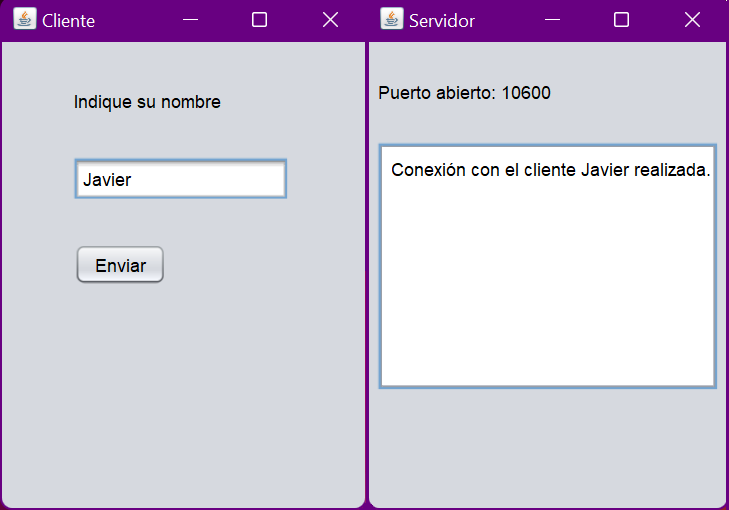 Cliente
Indique su nombre
Javier
Enviar
Servidor
Puerto abierto: 10600
Conexión con el cliente Javier realizada.